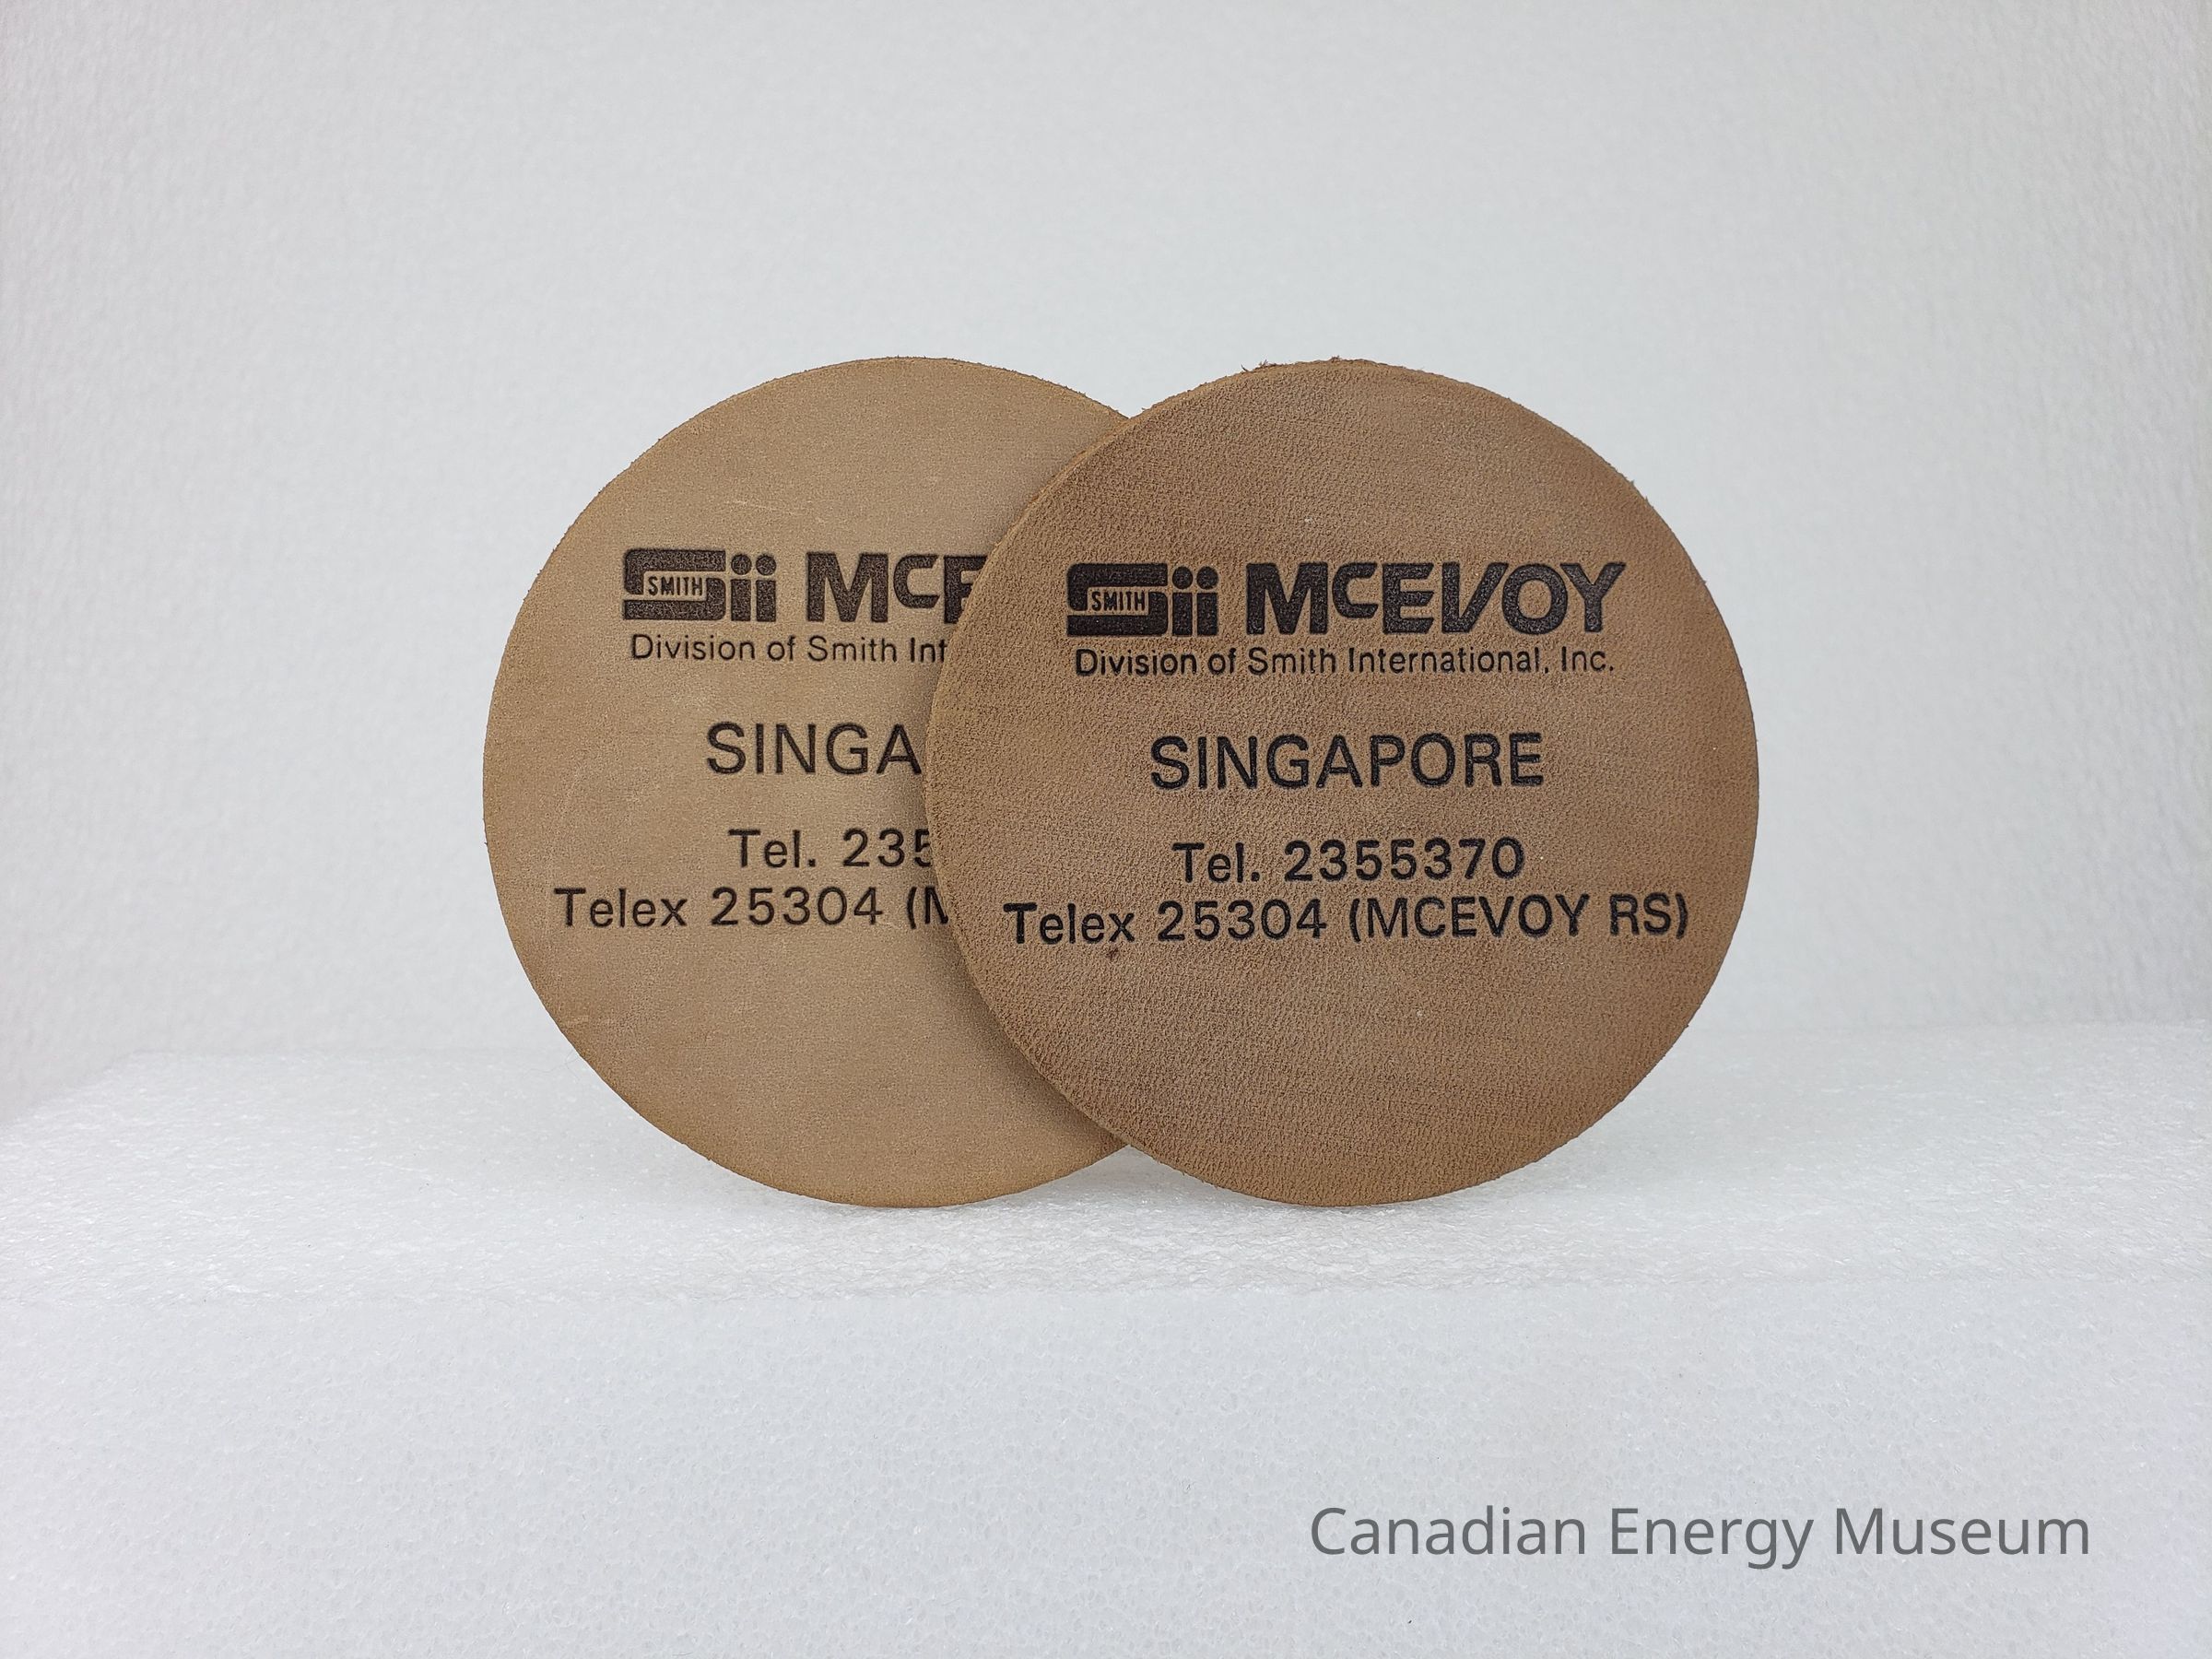 SMITH Sii McE
Division of Smith Int
SINGA
Tel. 235
Telex 25304 (M
SMITH Sii McEVOY
Division of Smith International, Inc.
SINGAPORE
Tel. 2355370
Telex 25304 (MCEVOY RS)
Canadian Energy Museum